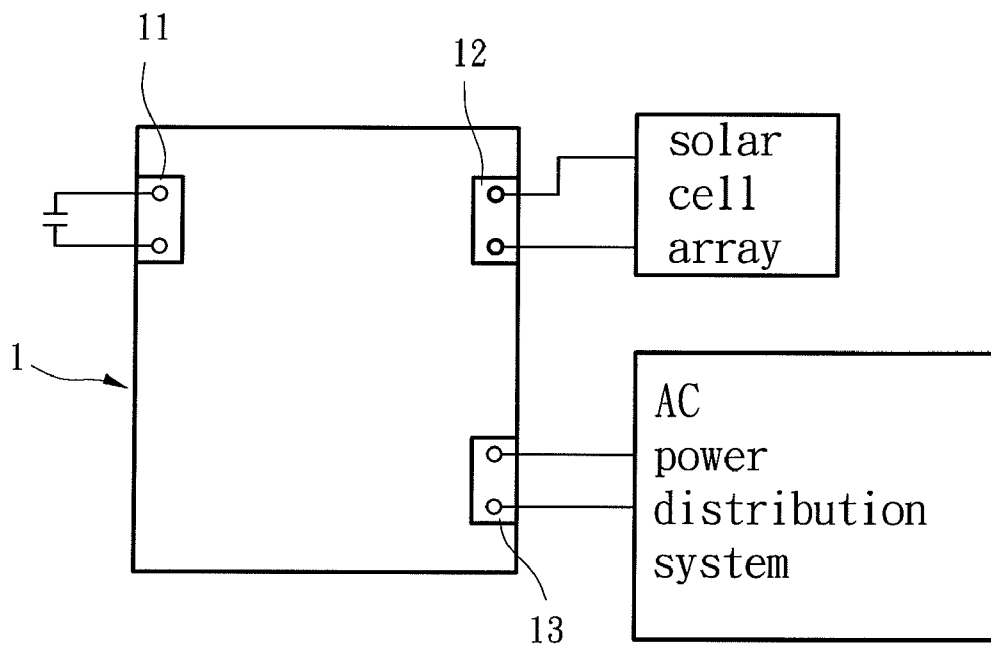 11
12
solar
cell
array
1
AC
power
distribution
system
13